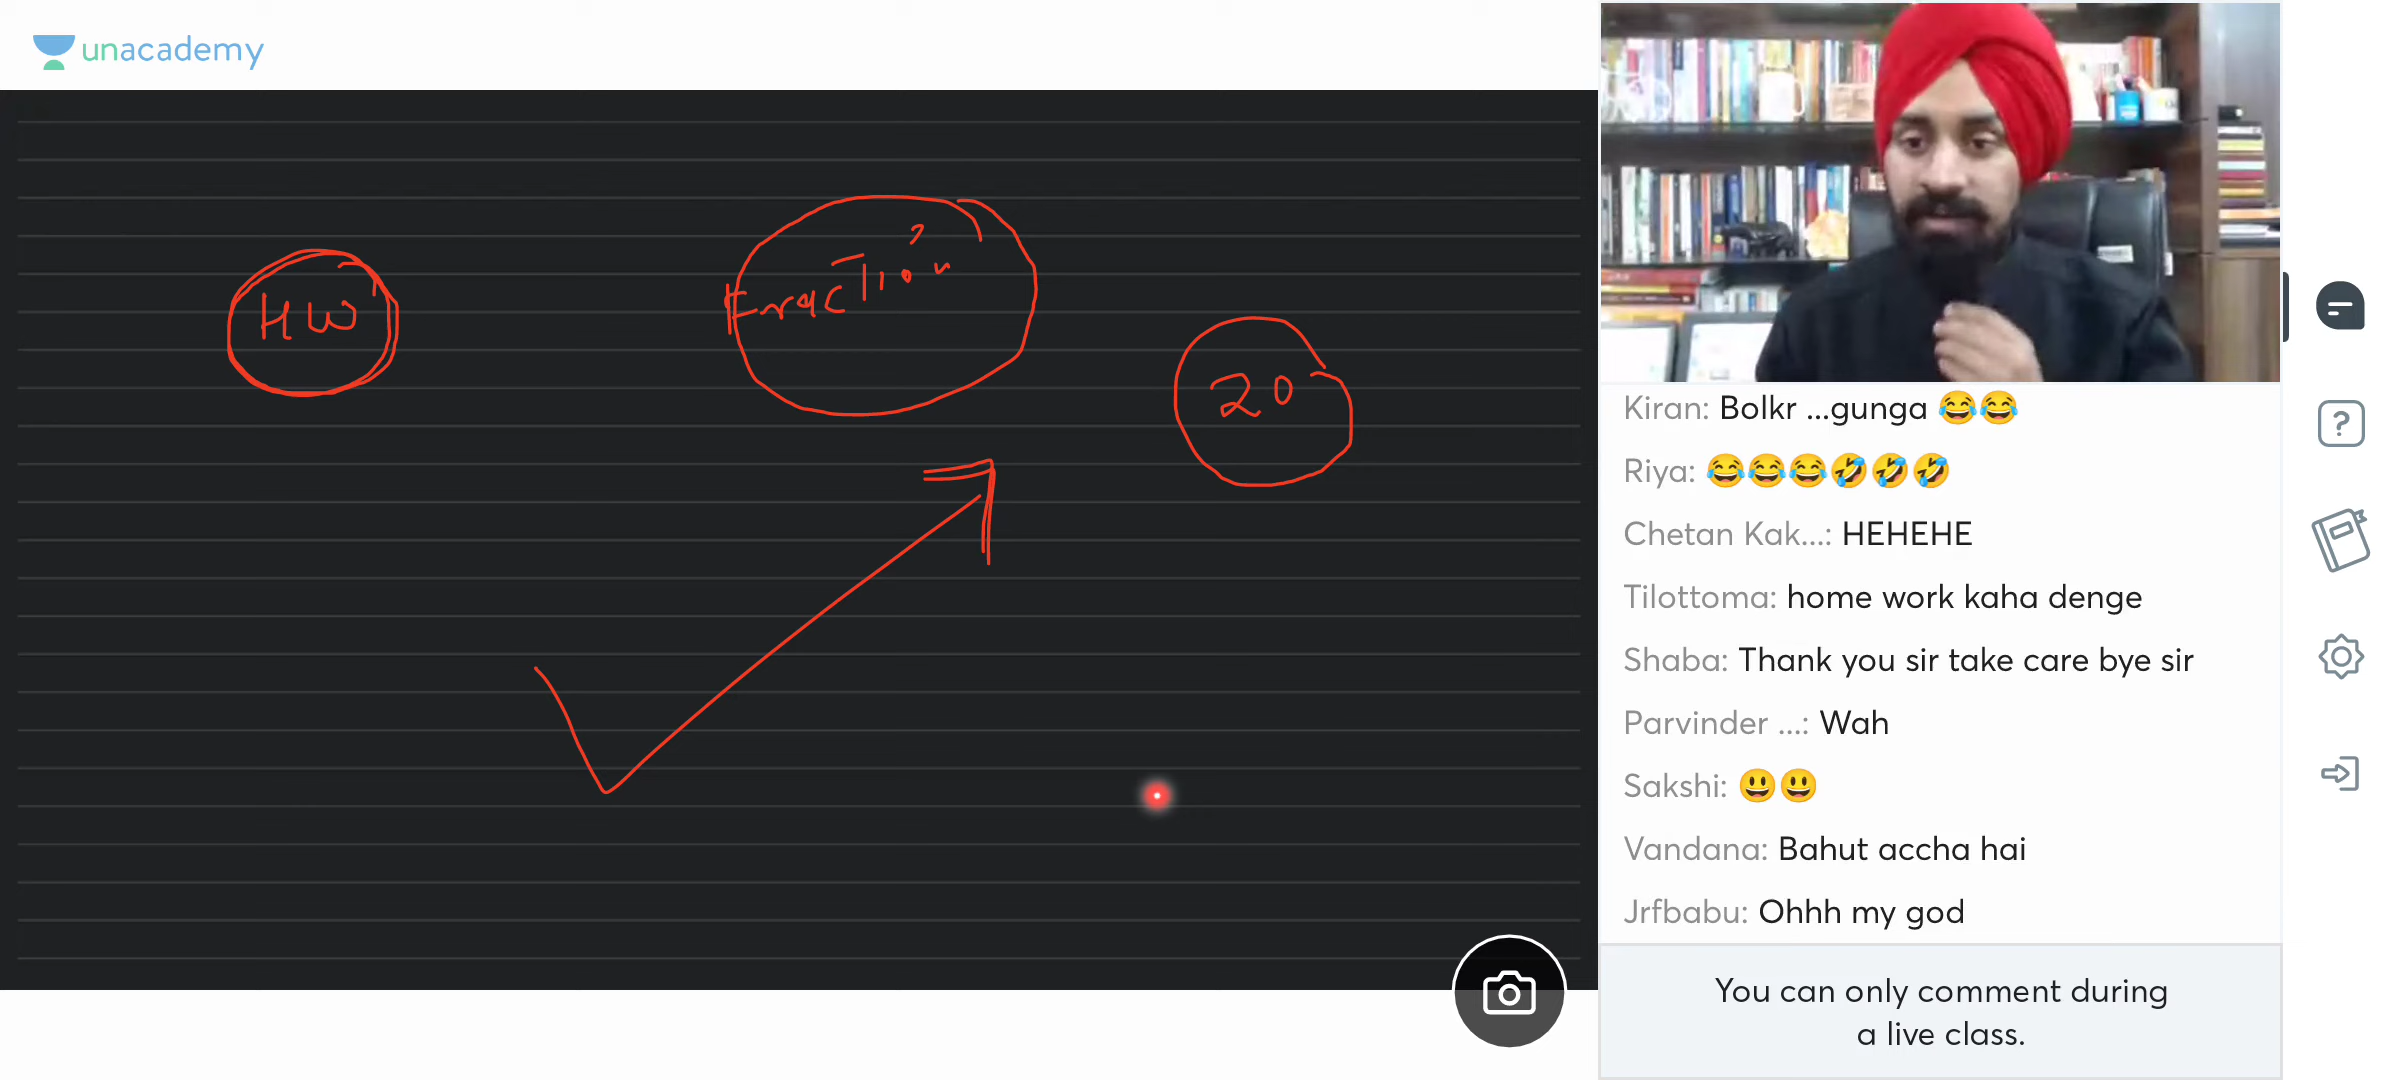 unacademy
HW
Fraction
20
Kiran: Bolkr ...gunga 😂😂
Riya: 😂😂😂🤣🤣🤣
Chetan Kak...: HEHEHE
Tilottoma: home work kaha denge
Shaba: Thank you sir take care bye sir
Parvinder ...: Wah
Sakshi: 😃😃
Vandana: Bahut accha hai
Jrfbabu: Ohhh my god
You can only comment during
a live class.